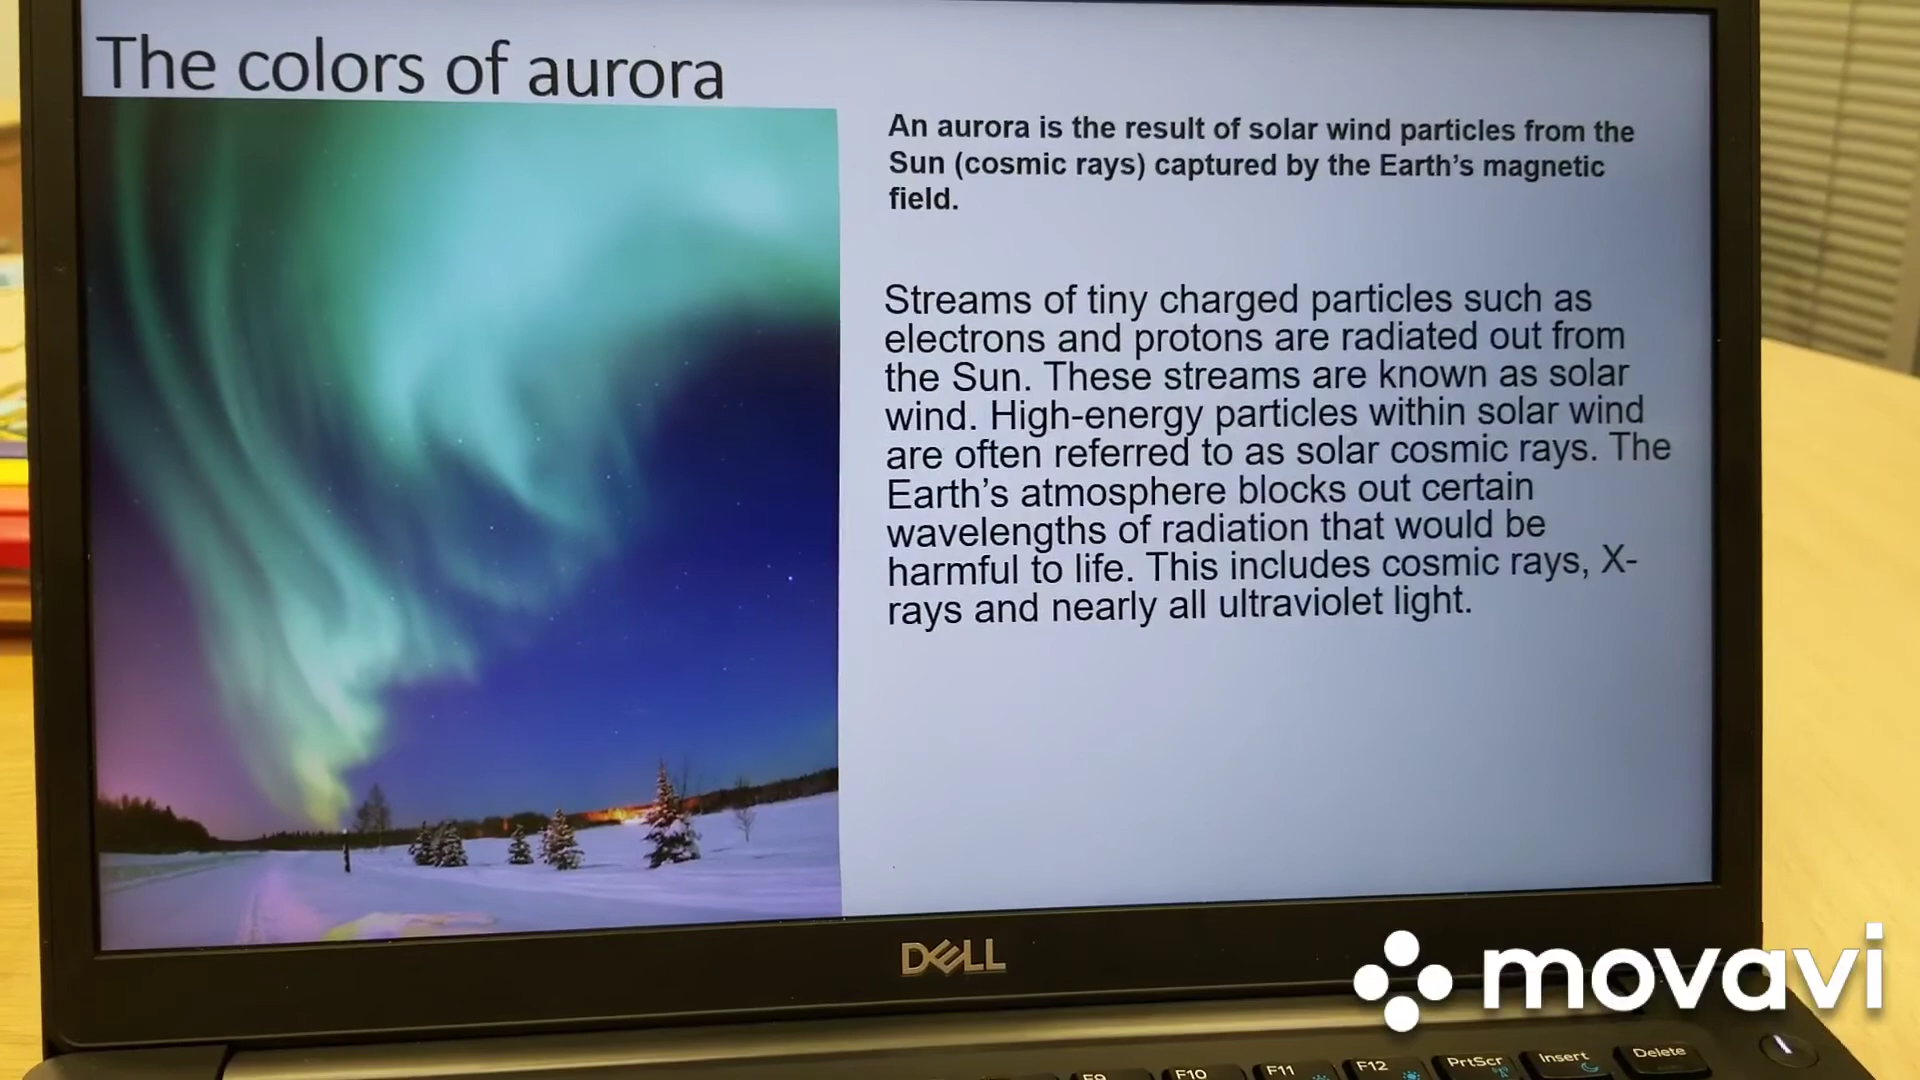 The colors of aurora
An aurora is the result of solar wind particles from the
Sun (cosmic rays) captured by the Earth’s magnetic
field.
Streams of tiny charged particles such as
electrons and protons are radiated out from
the Sun. These streams are known as solar
wind. High-energy particles within solar wind
are often referred to as solar cosmic rays. The
Earth’s atmosphere blocks out certain
wavelengths of radiation that would be
harmful to life. This includes cosmic rays, X-
rays and nearly all ultraviolet light.
DELL
movavi
F9 F10 F11 F12 PrtScr Insert Delete